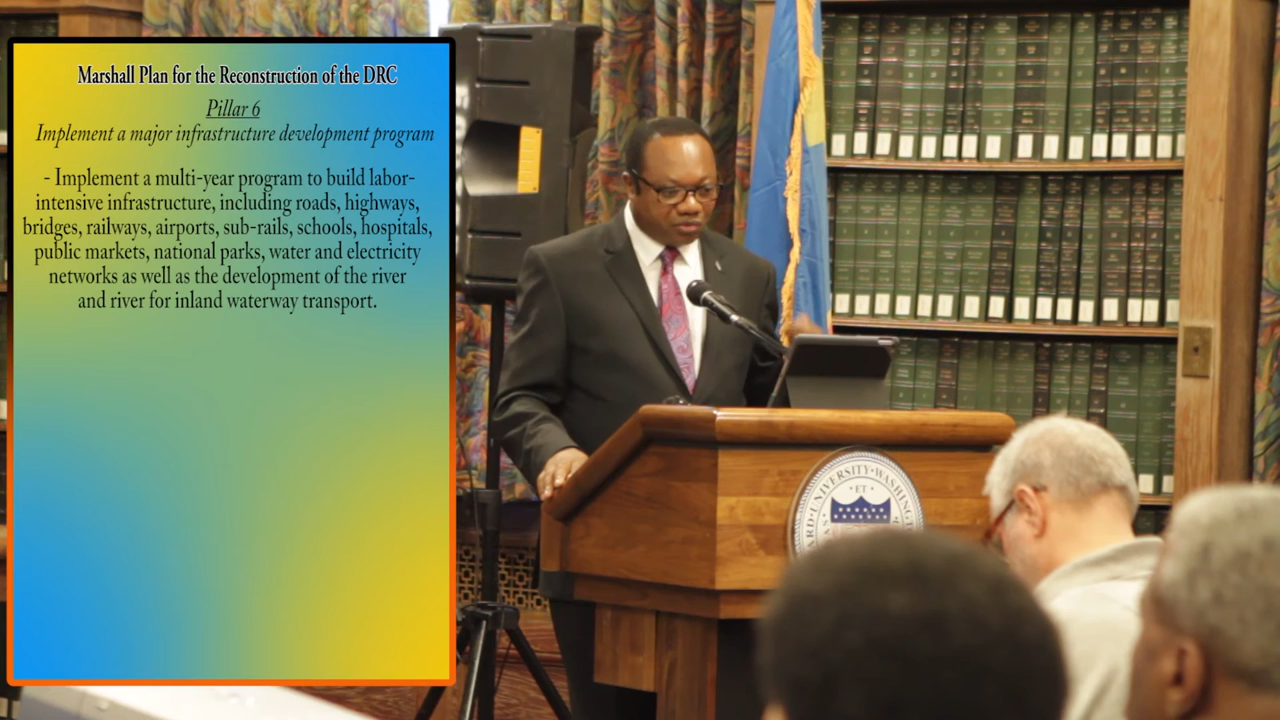 Marshall Plan for the Reconstruction of the DRC
Pillar 6
Implement a major infrastructure development program
- Implement a multi-year program to build labor-
intensive infrastructure, including roads, highways,
bridges, railways, airports, sub-rails, schools, hospitals,
public markets, national parks, water and electricity
networks as well as the development of the river
and river for inland waterway transport.
UNIVERSITY
ET